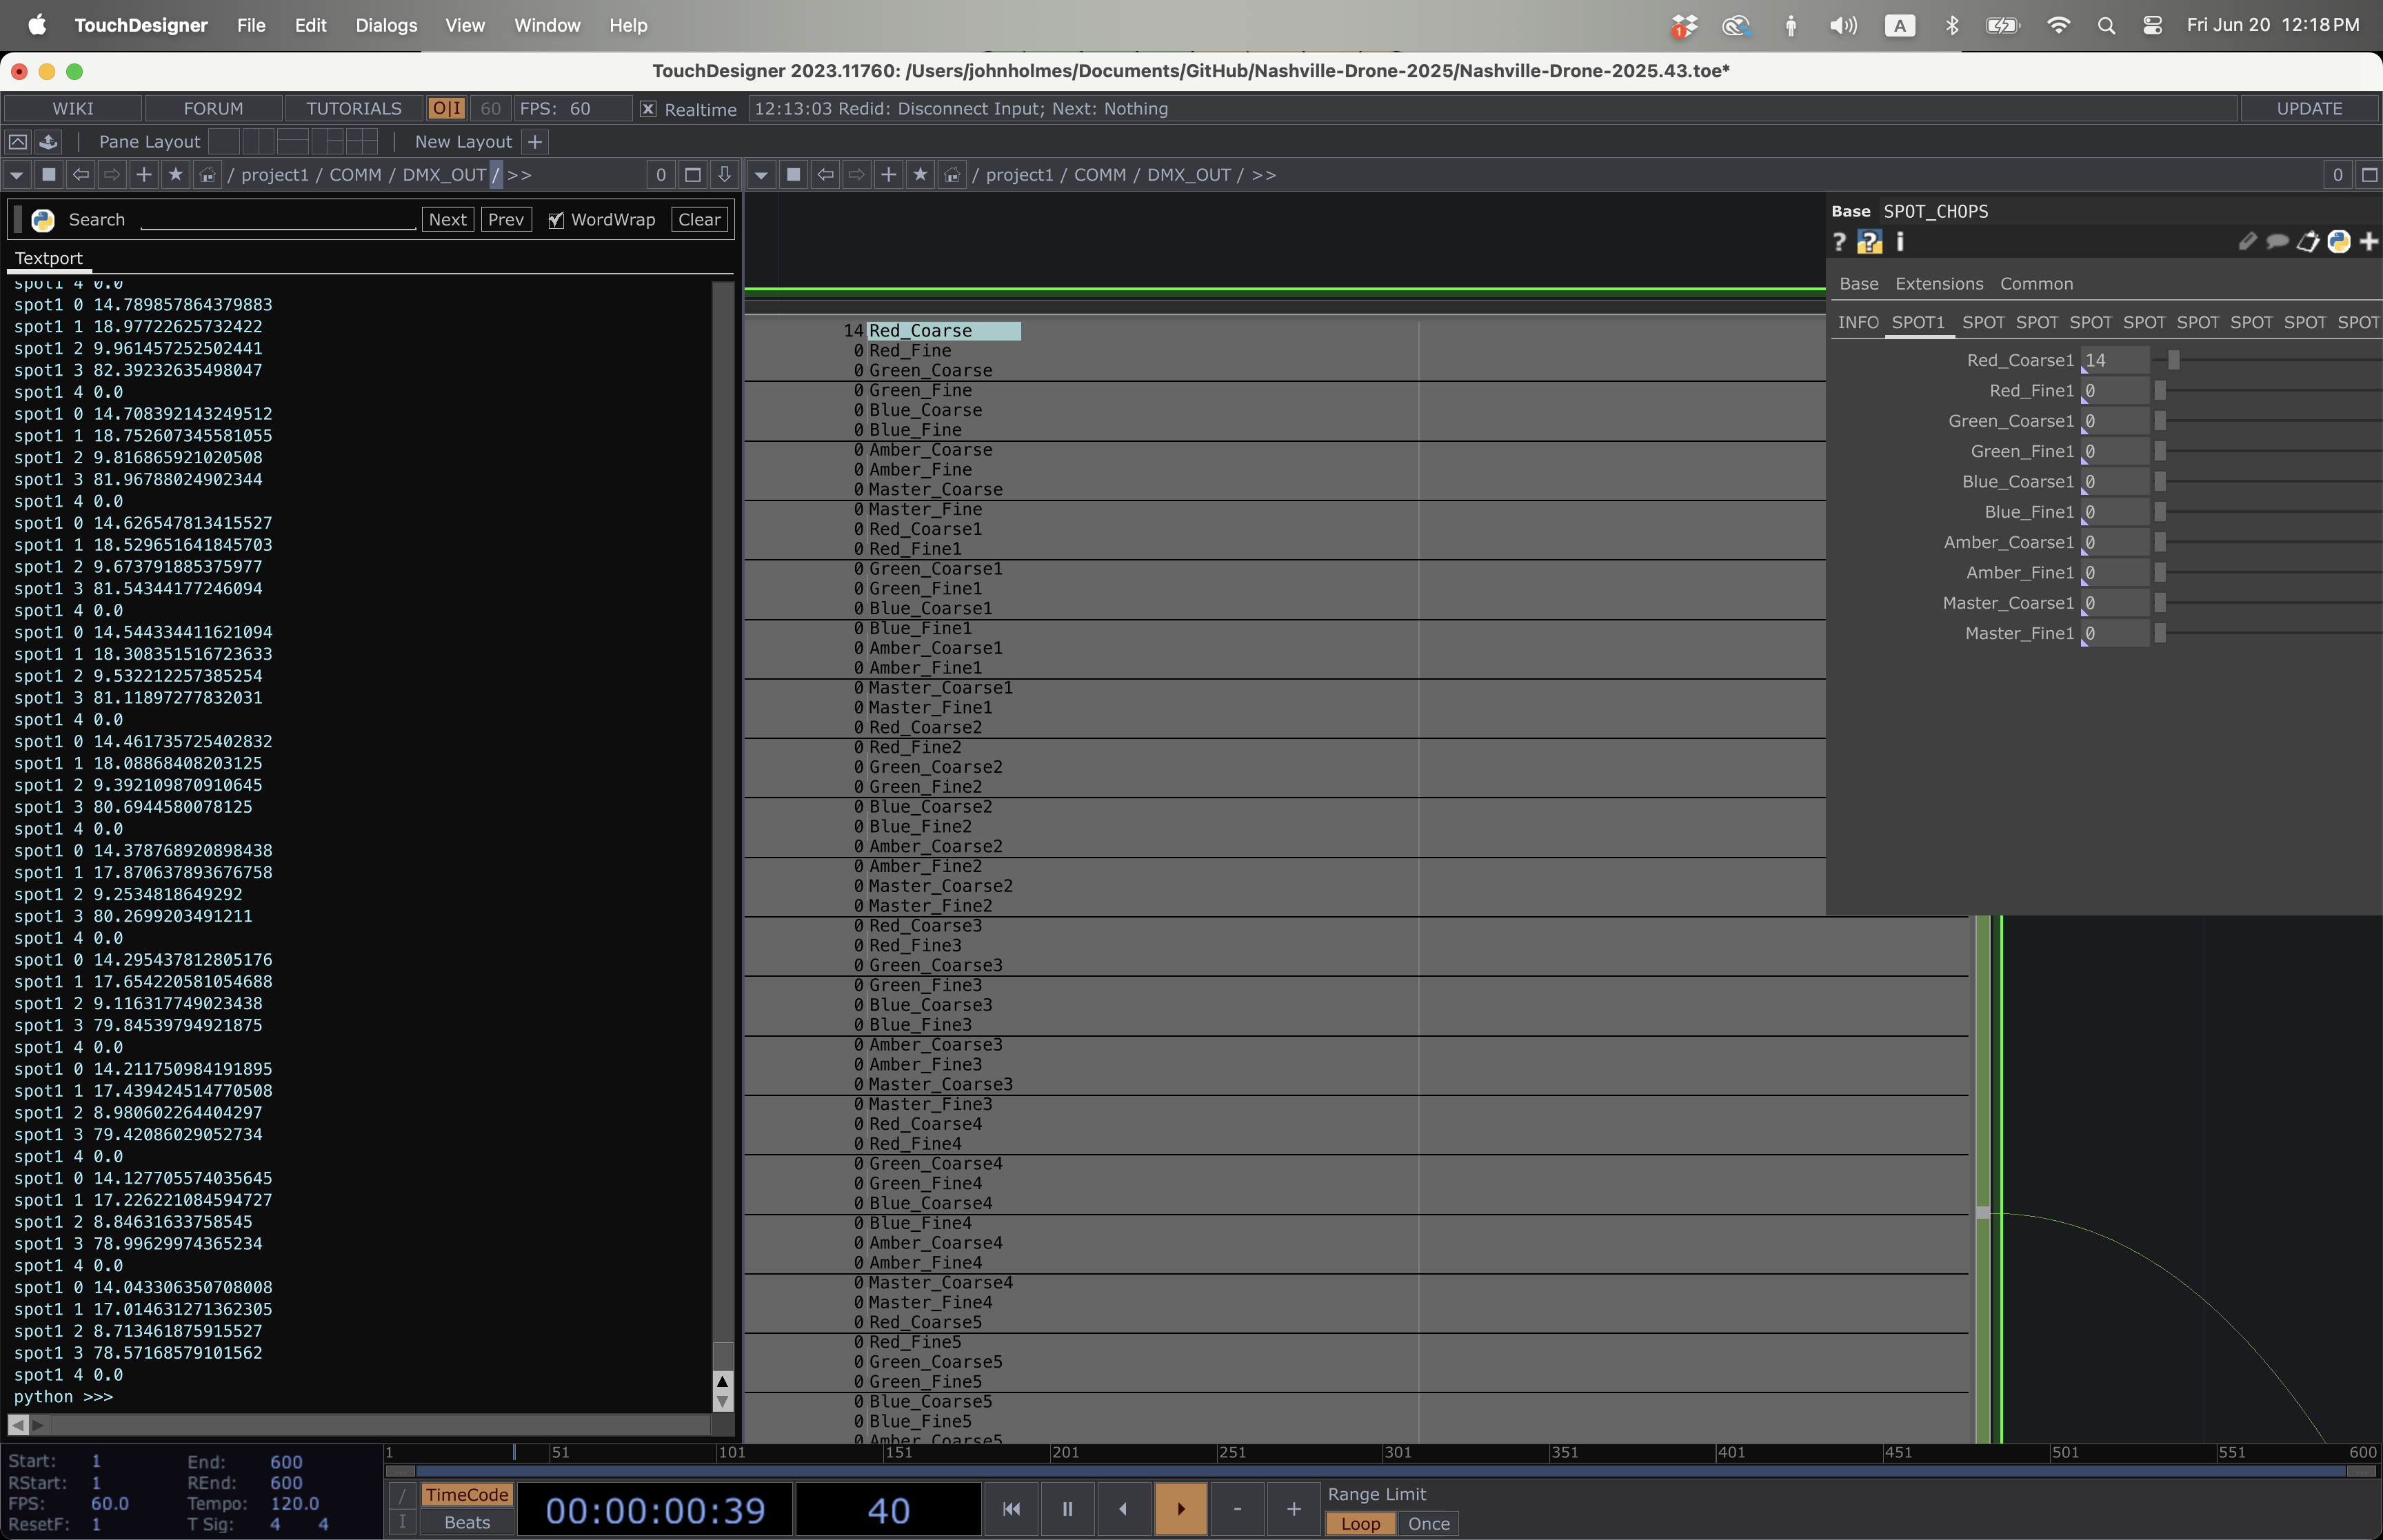 TouchDesigner File Edit Dialogs View Window Help
1 A Fri Jun 20 12:18 PM
TouchDesigner 2023.11760: /Users/johnholmes/Documents/GitHub/Nashville-Drone-2025/Nashville-Drone-2025.43.toe*
WIKI FORUM TUTORIALS O|I 60 FPS: 60 Realtime 12:13:03 Redid: Disconnect Input; Next: Nothing UPDATE
Pane Layout New Layout +
/ project1 / COMM / DMX_OUT / >> 0
/ project1 / COMM / DMX_OUT / >> 0
Search Next Prev WordWrap Clear
Textport
spot1 4 0.0
spot1 0 14.789857864379883
spot1 1 18.97722625732422
spot1 2 9.961457252502441
spot1 3 82.39232635498047
spot1 4 0.0
spot1 0 14.708392143249512
spot1 1 18.752607345581055
spot1 2 9.816865921020508
spot1 3 81.96788024902344
spot1 4 0.0
spot1 0 14.626547813415527
spot1 1 18.529651641845703
spot1 2 9.673791885375977
spot1 3 81.54344177246094
spot1 4 0.0
spot1 0 14.544334411621094
spot1 1 18.308351516723633
spot1 2 9.532212257385254
spot1 3 81.11897277832031
spot1 4 0.0
spot1 0 14.461735725402832
spot1 1 18.08868408203125
spot1 2 9.392109870910645
spot1 3 80.6944580078125
spot1 4 0.0
spot1 0 14.378768920898438
spot1 1 17.870637893676758
spot1 2 9.2534818649292
spot1 3 80.2699203491211
spot1 4 0.0
spot1 0 14.295437812805176
spot1 1 17.654220581054688
spot1 2 9.116317749023438
spot1 3 79.84539794921875
spot1 4 0.0
spot1 0 14.211750984191895
spot1 1 17.439424514770508
spot1 2 8.980602264404297
spot1 3 79.42086029052734
spot1 4 0.0
spot1 0 14.127705574035645
spot1 1 17.226221084594727
spot1 2 8.84631633758545
spot1 3 78.99629974365234
spot1 4 0.0
spot1 0 14.043306350708008
spot1 1 17.014631271362305
spot1 2 8.713461875915527
spot1 3 78.57168579101562
spot1 4 0.0
python >>>
14 Red_Coarse
0 Red_Fine
0 Green_Coarse
0 Green_Fine
0 Blue_Coarse
0 Blue_Fine
0 Amber_Coarse
0 Amber_Fine
0 Master_Coarse
0 Master_Fine
0 Red_Coarse1
0 Red_Fine1
0 Green_Coarse1
0 Green_Fine1
0 Blue_Coarse1
0 Blue_Fine1
0 Amber_Coarse1
0 Amber_Fine1
0 Master_Coarse1
0 Master_Fine1
0 Red_Coarse2
0 Red_Fine2
0 Green_Coarse2
0 Green_Fine2
0 Blue_Coarse2
0 Blue_Fine2
0 Amber_Coarse2
0 Amber_Fine2
0 Master_Coarse2
0 Master_Fine2
0 Red_Coarse3
0 Red_Fine3
0 Green_Coarse3
0 Green_Fine3
0 Blue_Coarse3
0 Blue_Fine3
0 Amber_Coarse3
0 Amber_Fine3
0 Master_Coarse3
0 Master_Fine3
0 Red_Coarse4
0 Red_Fine4
0 Green_Coarse4
0 Green_Fine4
0 Blue_Coarse4
0 Blue_Fine4
0 Amber_Coarse4
0 Amber_Fine4
0 Master_Coarse4
0 Master_Fine4
0 Red_Coarse5
0 Red_Fine5
0 Green_Coarse5
0 Green_Fine5
0 Blue_Coarse5
0 Blue_Fine5
0 Amber_Coarse5
Base SPOT_CHOPS
? ? i
Base Extensions Common
INFO SPOT1 SPOT SPOT SPOT SPOT SPOT SPOT SPOT SPOT
Red_Coarse1 14
Red_Fine1 0
Green_Coarse1 0
Green_Fine1 0
Blue_Coarse1 0
Blue_Fine1 0
Amber_Coarse1 0
Amber_Fine1 0
Master_Coarse1 0
Master_Fine1 0
1 51 101 151 201 251 301 351 401 451 501 551 600
Start: 1 End: 600
RStart: 1 REnd: 600
FPS: 60.0 Tempo: 120.0
ResetF: 1 T Sig: 4 4
/ TimeCode
I Beats
00:00:00:39 40 - +
Range Limit
Loop Once